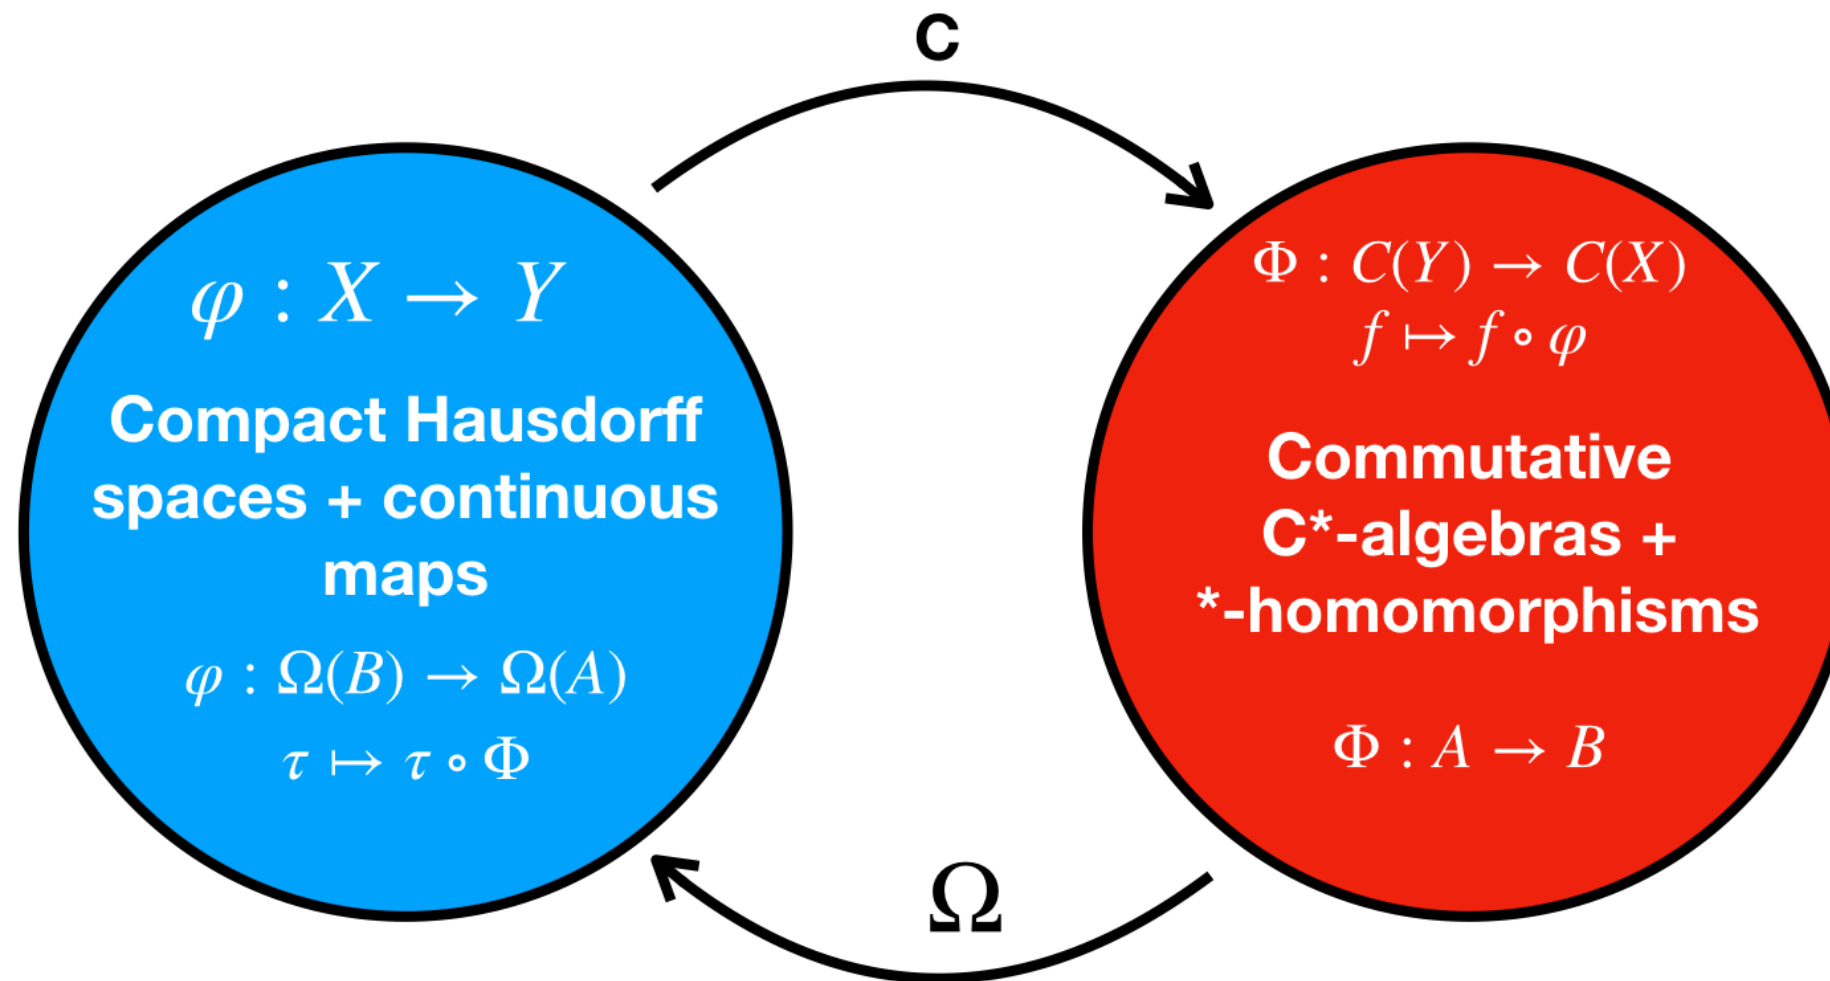 C
φ : X → Y
Compact Hausdorff
spaces + continuous
maps
φ : Ω(B) → Ω(A)
τ ↦ τ ∘ Φ
Φ : C(Y) → C(X)
f ↦ f ∘ φ
Commutative
C*-algebras +
*-homomorphisms
Φ : A → B
Ω